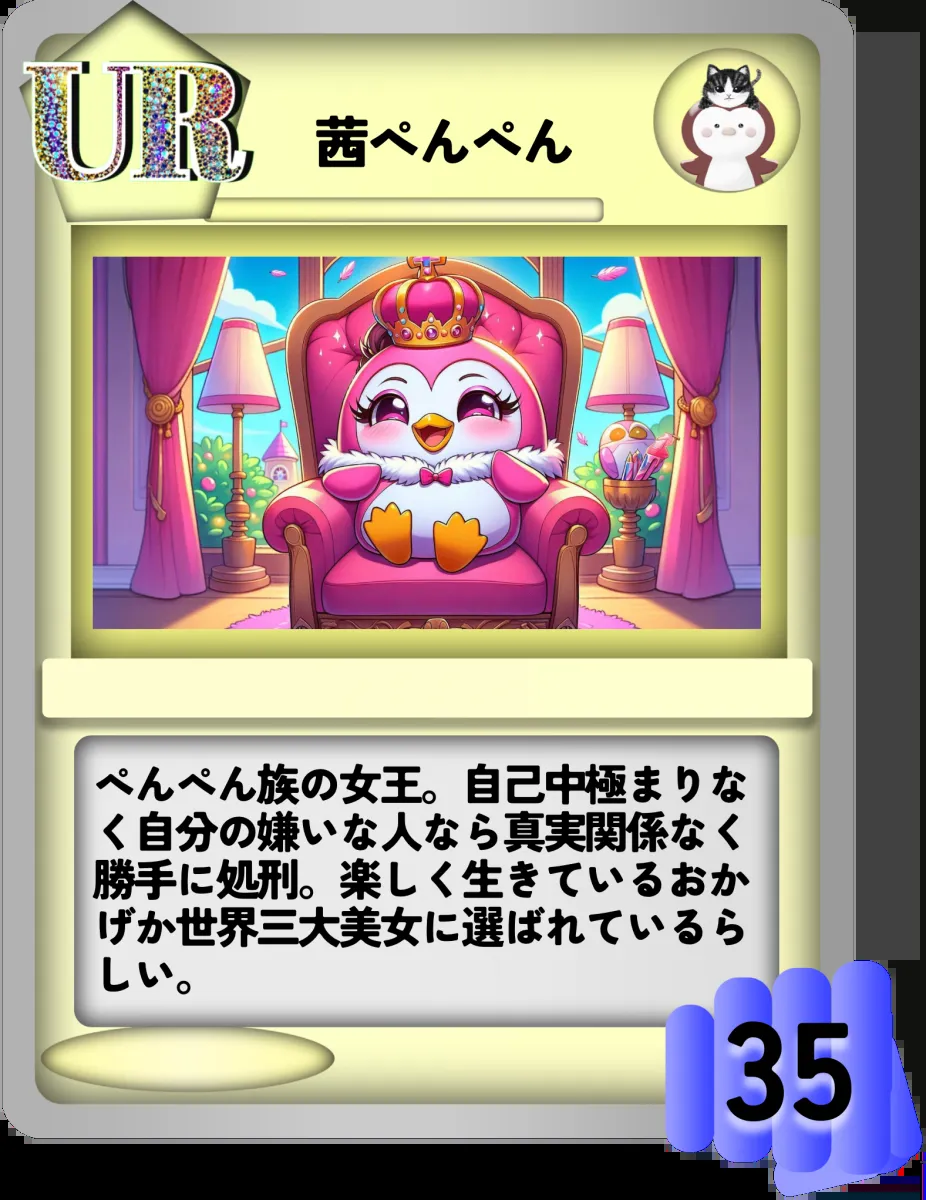 UR
茜ぺんぺん
ぺんぺん族の女王。自己中極まりな
く自分の嫌いな人なら真実関係なく
勝手に処刑。楽しく生きているおか
げか世界三大美女に選ばれているら
しい。
35